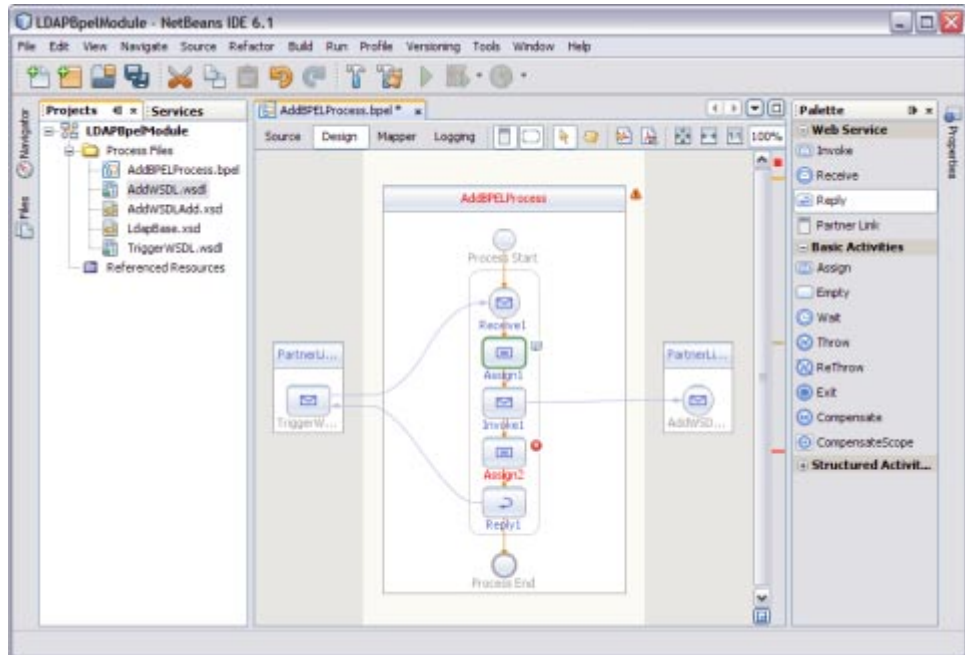 LDAPBpelModule - NetBeans IDE 6.1
File Edit View Navigate Source Refactor Build Run Profile Versioning Tools Window Help
Projects
Services
Navigator
Files
LDAPBpelModule
Process Files
AddBPELProcess.bpel
AddWSDL.wsdl
AddWSDLAdd.xsd
LdapBase.xsd
TriggerWSDL.wsdl
Referenced Resources
AddBPELProcess.bpel *
Source Design Mapper Logging 100%
AddBPELProcess
Process Start
Receive1
Assign1
Invoke1
Assign2
Reply1
Process End
PartnerLi...
TriggerW...
PartnerLi...
AddWSD...
Palette
Web Service
Invoke
Receive
Reply
Partner Link
Basic Activities
Assign
Empty
Wait
Throw
ReThrow
Exit
Compensate
CompensateScope
Structured Activit...
Properties